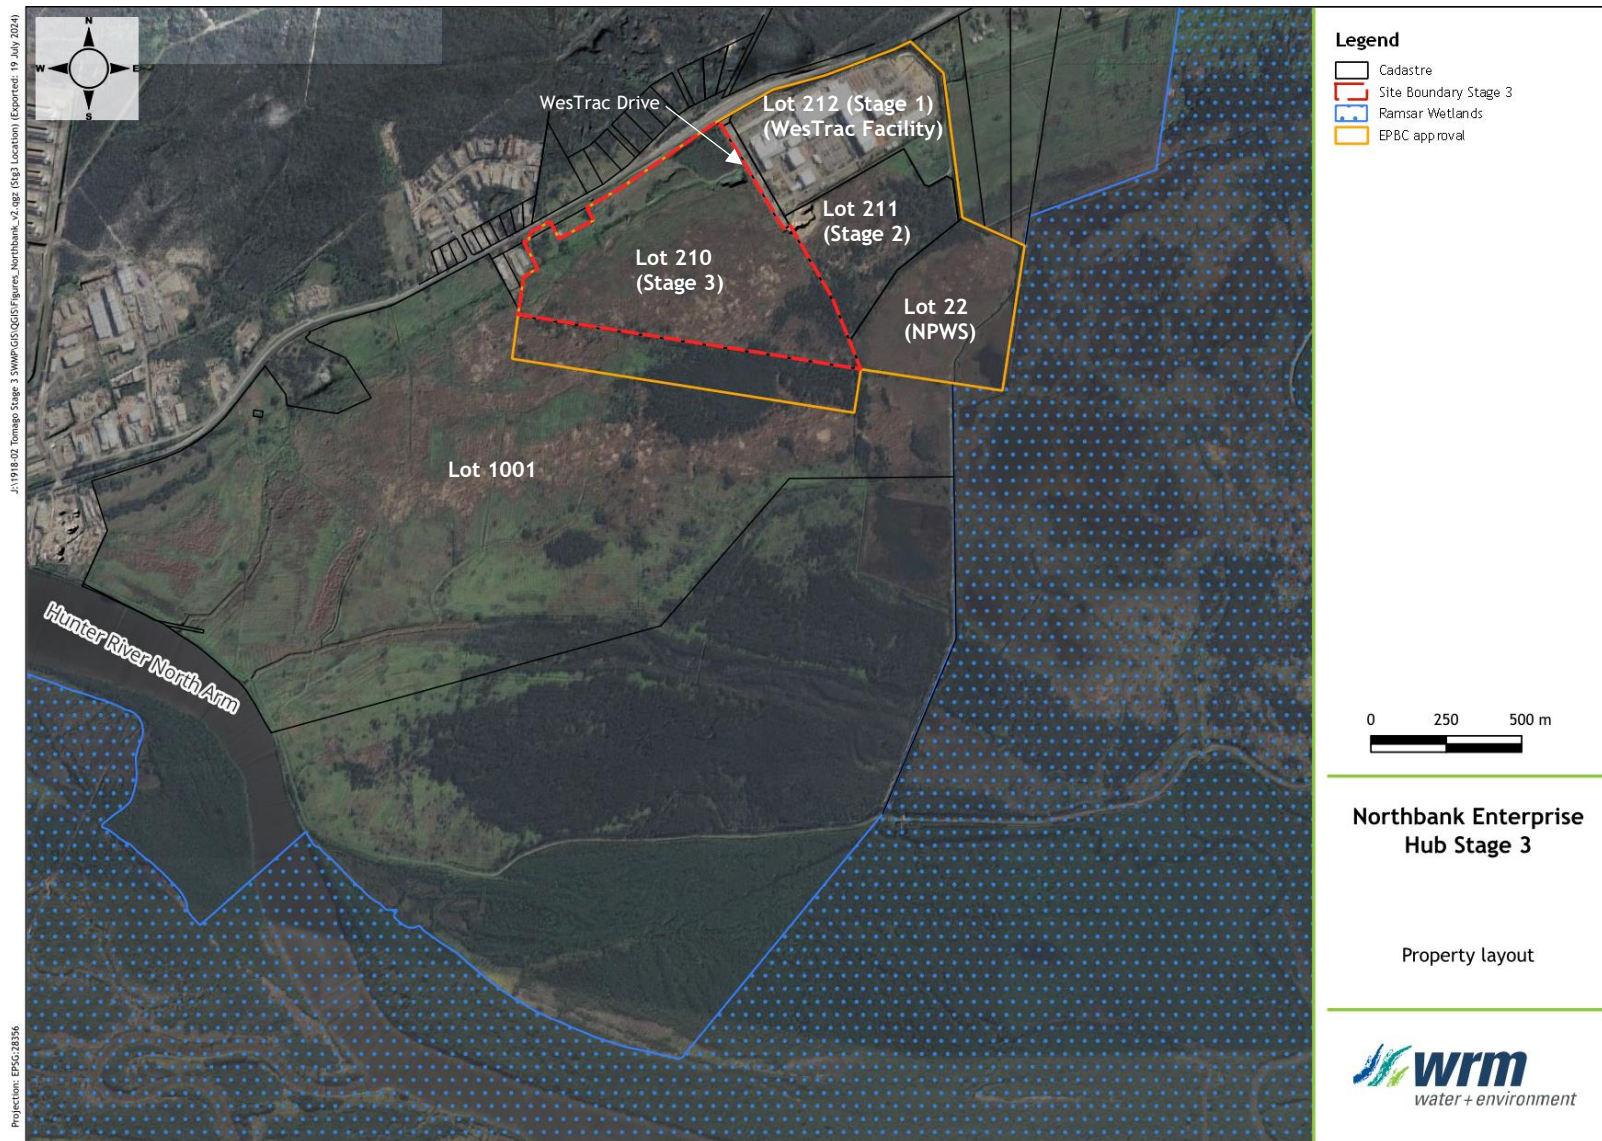 J:\1918-02 Tomago Stage 3 SWMP\GIS\QGIS\Figures_Northbank_v2.qgz (Stg3 Location) (Exported: 19 July 2024)
Projection: EPSG:28356
N
W
E
S
WesTrac Drive
Lot 212 (Stage 1)
(WesTrac Facility)
Lot 211
(Stage 2)
Lot 210
(Stage 3)
Lot 22
(NPWS)
Lot 1001
Hunter River North Arm
Legend
Cadastre
Site Boundary Stage 3
Ramsar Wetlands
EPBC approval
0 250 500 m
Northbank Enterprise
Hub Stage 3
Property layout
wrm
water + environment